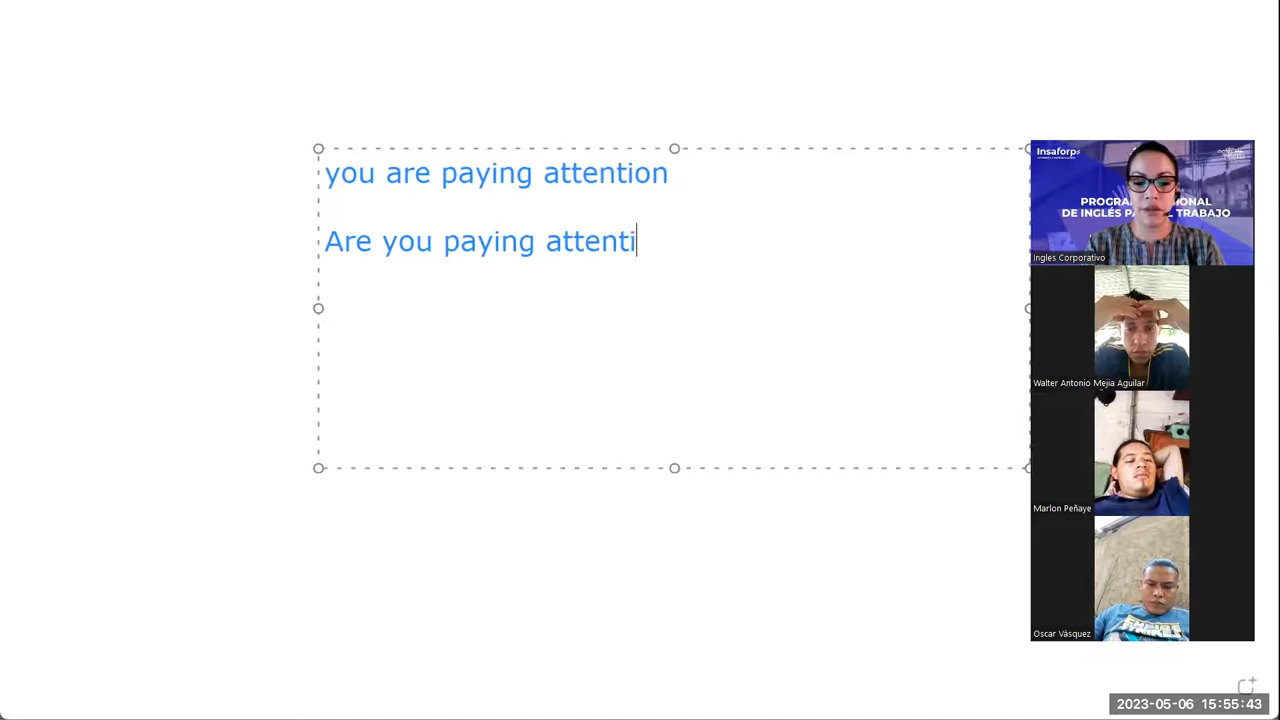 you are paying attention
Are you paying attenti
Insaforp
PROGRA
IONAL
DE INGLÉS PA
TRABAJO
Ingles Corporativo
Walter Antonio Mejia Aguilar
Marlon Peñaye
Oscar Vásquez
2023-05-06 15:55:43